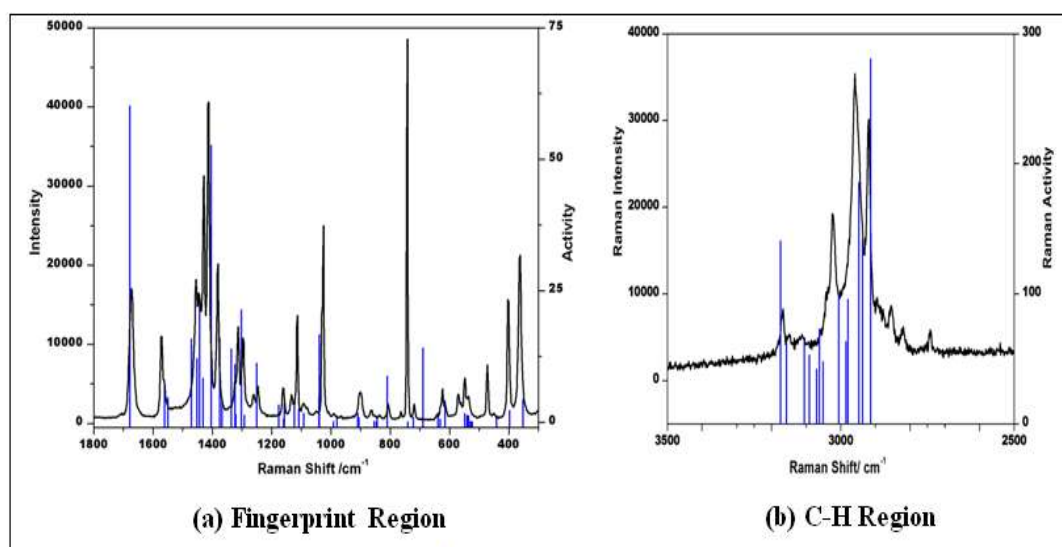 50000
40000
30000
20000
10000
0
Intensity
75
50
25
0
Activity
1800 1600 1400 1200 1000 800 600 400
Raman Shift /cm-1
(a) Fingerprint Region
40000
30000
20000
10000
0
Raman Intensity
300
200
100
0
Raman Activity
3500 3000 2500
Raman Shift/ cm-1
(b) C-H Region